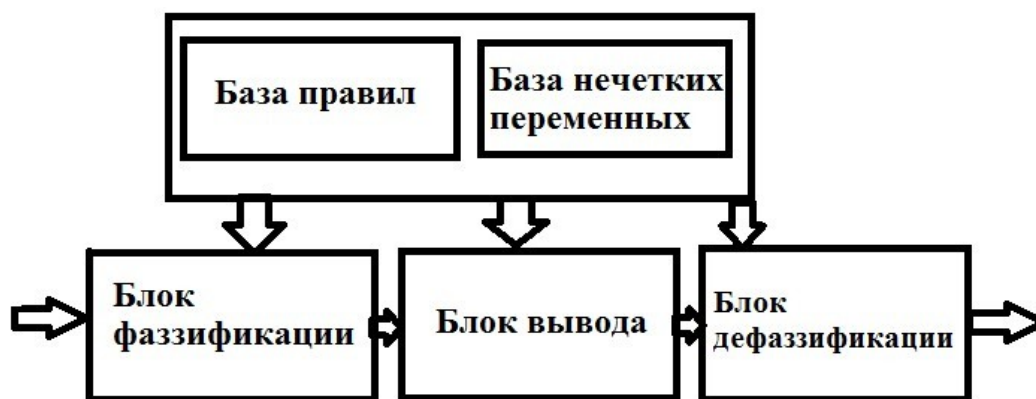 База правил
База нечетких
переменных
Блок
фаззификации
Блок вывода
Блок
дефаззификации